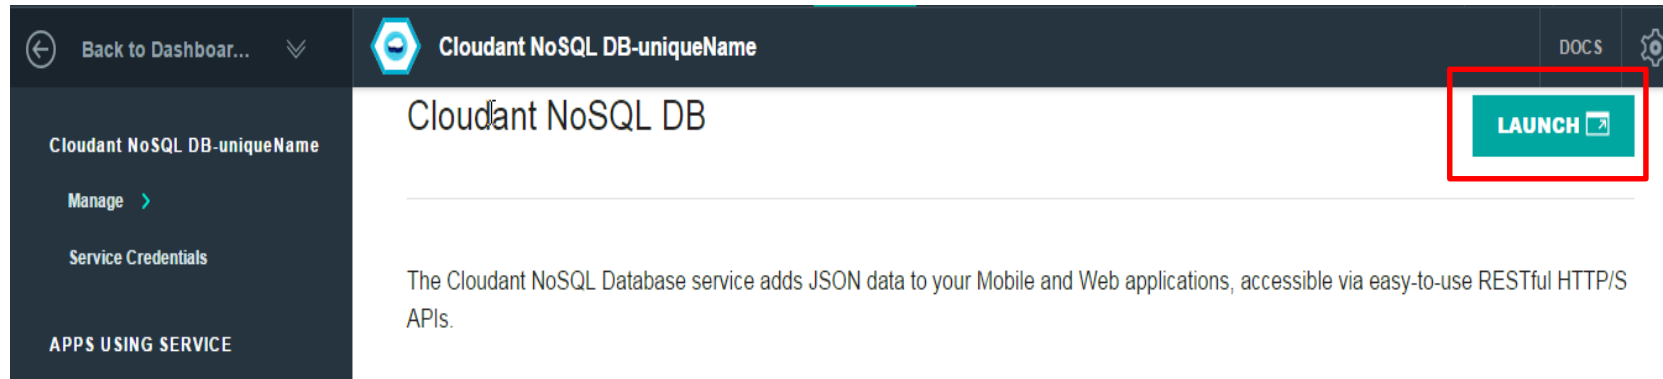 Back to Dashboar...
Cloudant NoSQL DB-uniqueName
DOCS
Cloudant NoSQL DB-uniqueName
Manage
Service Credentials
APPS USING SERVICE
Cloudant NoSQL DB
LAUNCH
The Cloudant NoSQL Database service adds JSON data to your Mobile and Web applications, accessible via easy-to-use RESTful HTTP/S
APIs.